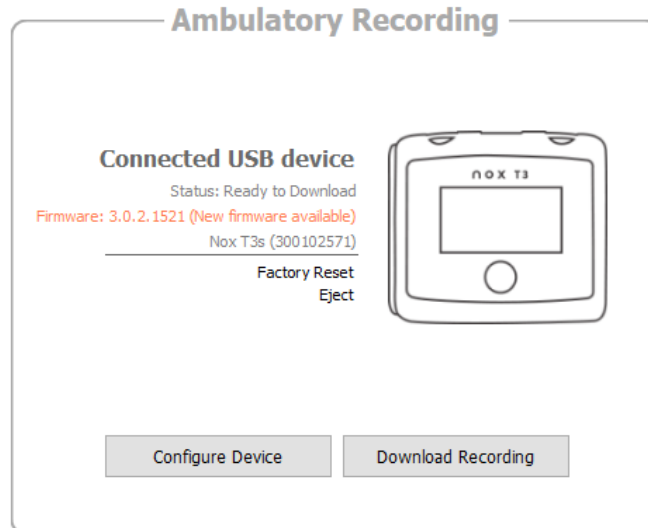 Ambulatory Recording
Connected USB device
Status: Ready to Download
Firmware: 3.0.2.1521 (New firmware available)
Nox T3s (300102571)
Factory Reset
Eject
nox T3
Configure Device
Download Recording